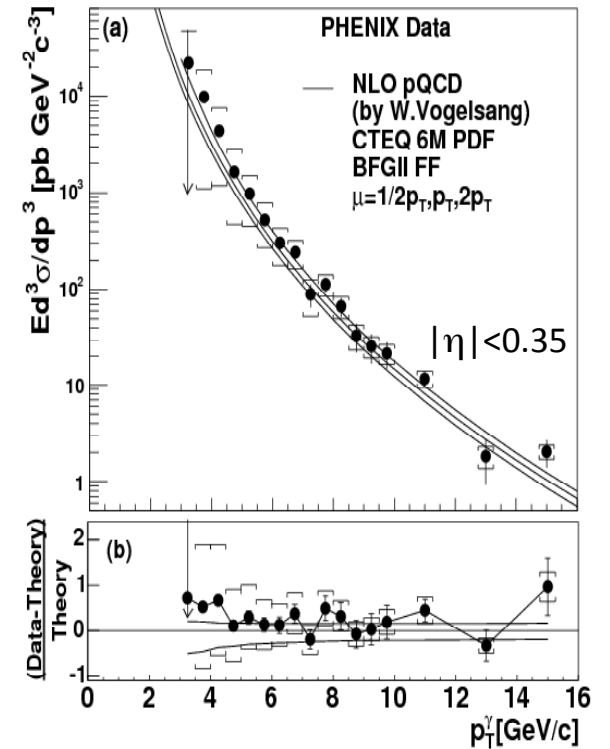 (a)
PHENIX Data
NLO pQCD
(by W.Vogelsang)
CTEQ 6M PDF
BFGII FF
μ=1/2p_T,p_T,2p_T
|η|<0.35
Ed³σ/dp³ [pb GeV⁻²c⁻³]
10⁴
10³
10²
10
1
(b)
(Data-Theory)
Theory
2
1
0
-1
0 2 4 6 8 10 12 14 16
p_T^γ[GeV/c]